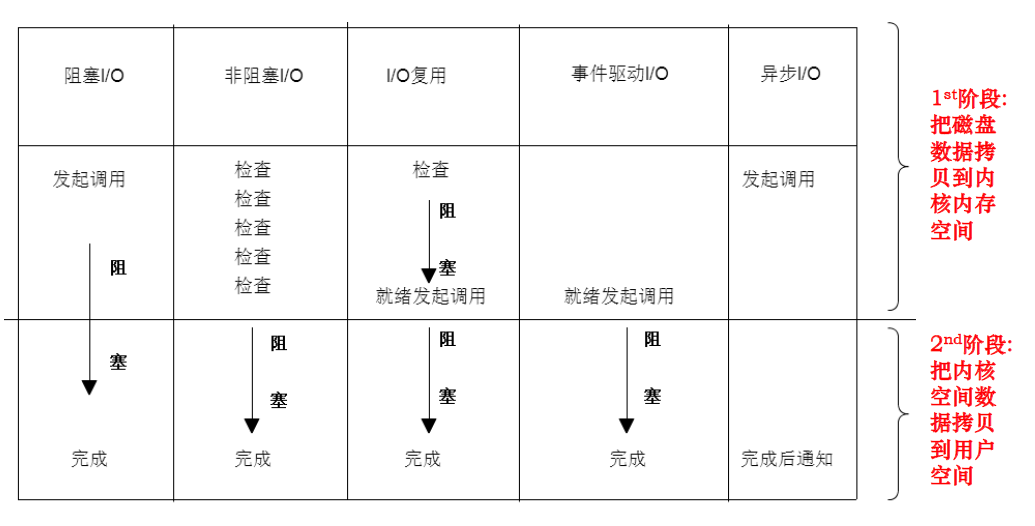 阻塞I/O
非阻塞I/O
I/O复用
事件驱动I/O
异步I/O
发起调用
阻
塞
完成
检查
检查
检查
检查
检查
阻
塞
完成
检查
阻
塞
就绪发起调用
阻
塞
完成
就绪发起调用
阻
塞
完成
发起调用
完成后通知
1st阶段:
把磁盘
数据拷
贝到内
核内存
空间
2nd阶段:
把内核
空间数
据拷贝
到用户
空间